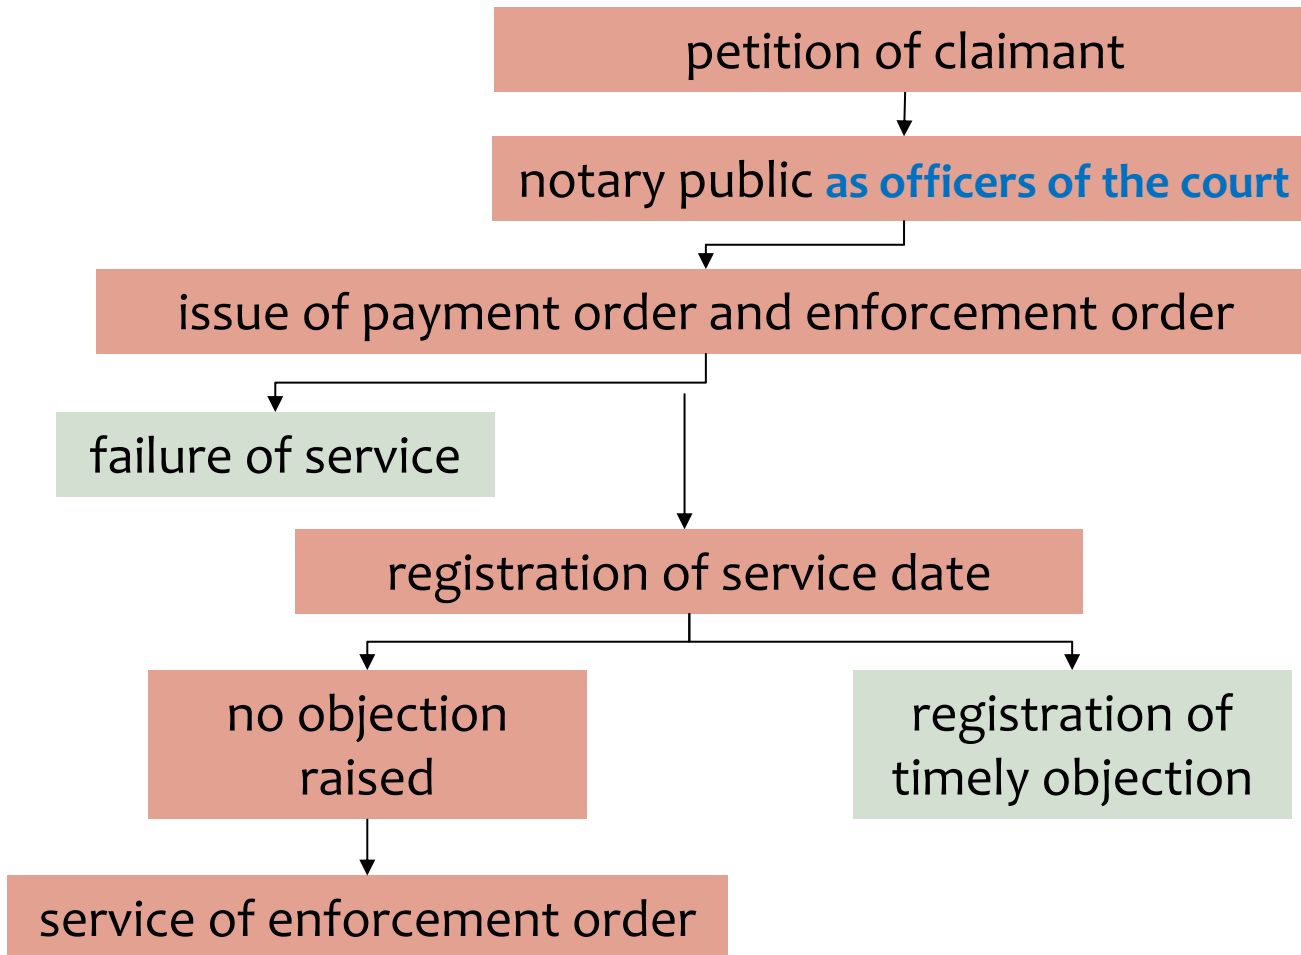 petition of claimant
notary public as officers of the court
issue of payment order and enforcement order
failure of service
registration of service date
no objection
raised
registration of
timely objection
service of enforcement order